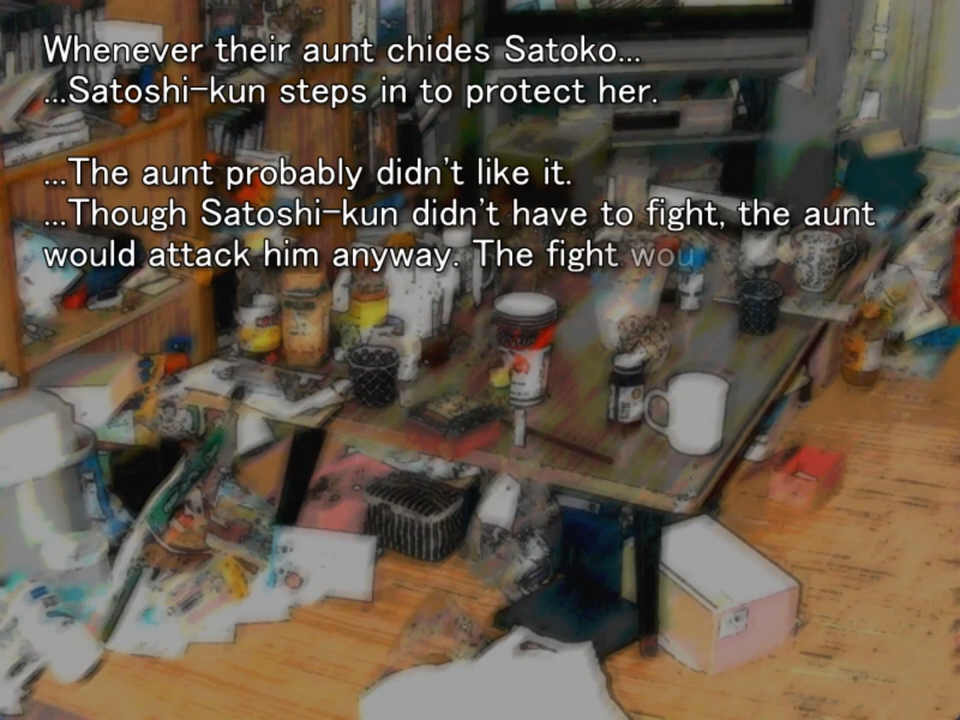 Whenever their aunt chides Satoko...
...Satoshi-kun steps in to protect her.
...The aunt probably didn't like it.
...Though Satoshi-kun didn't have to fight, the aunt
would attack him anyway. The fight wou